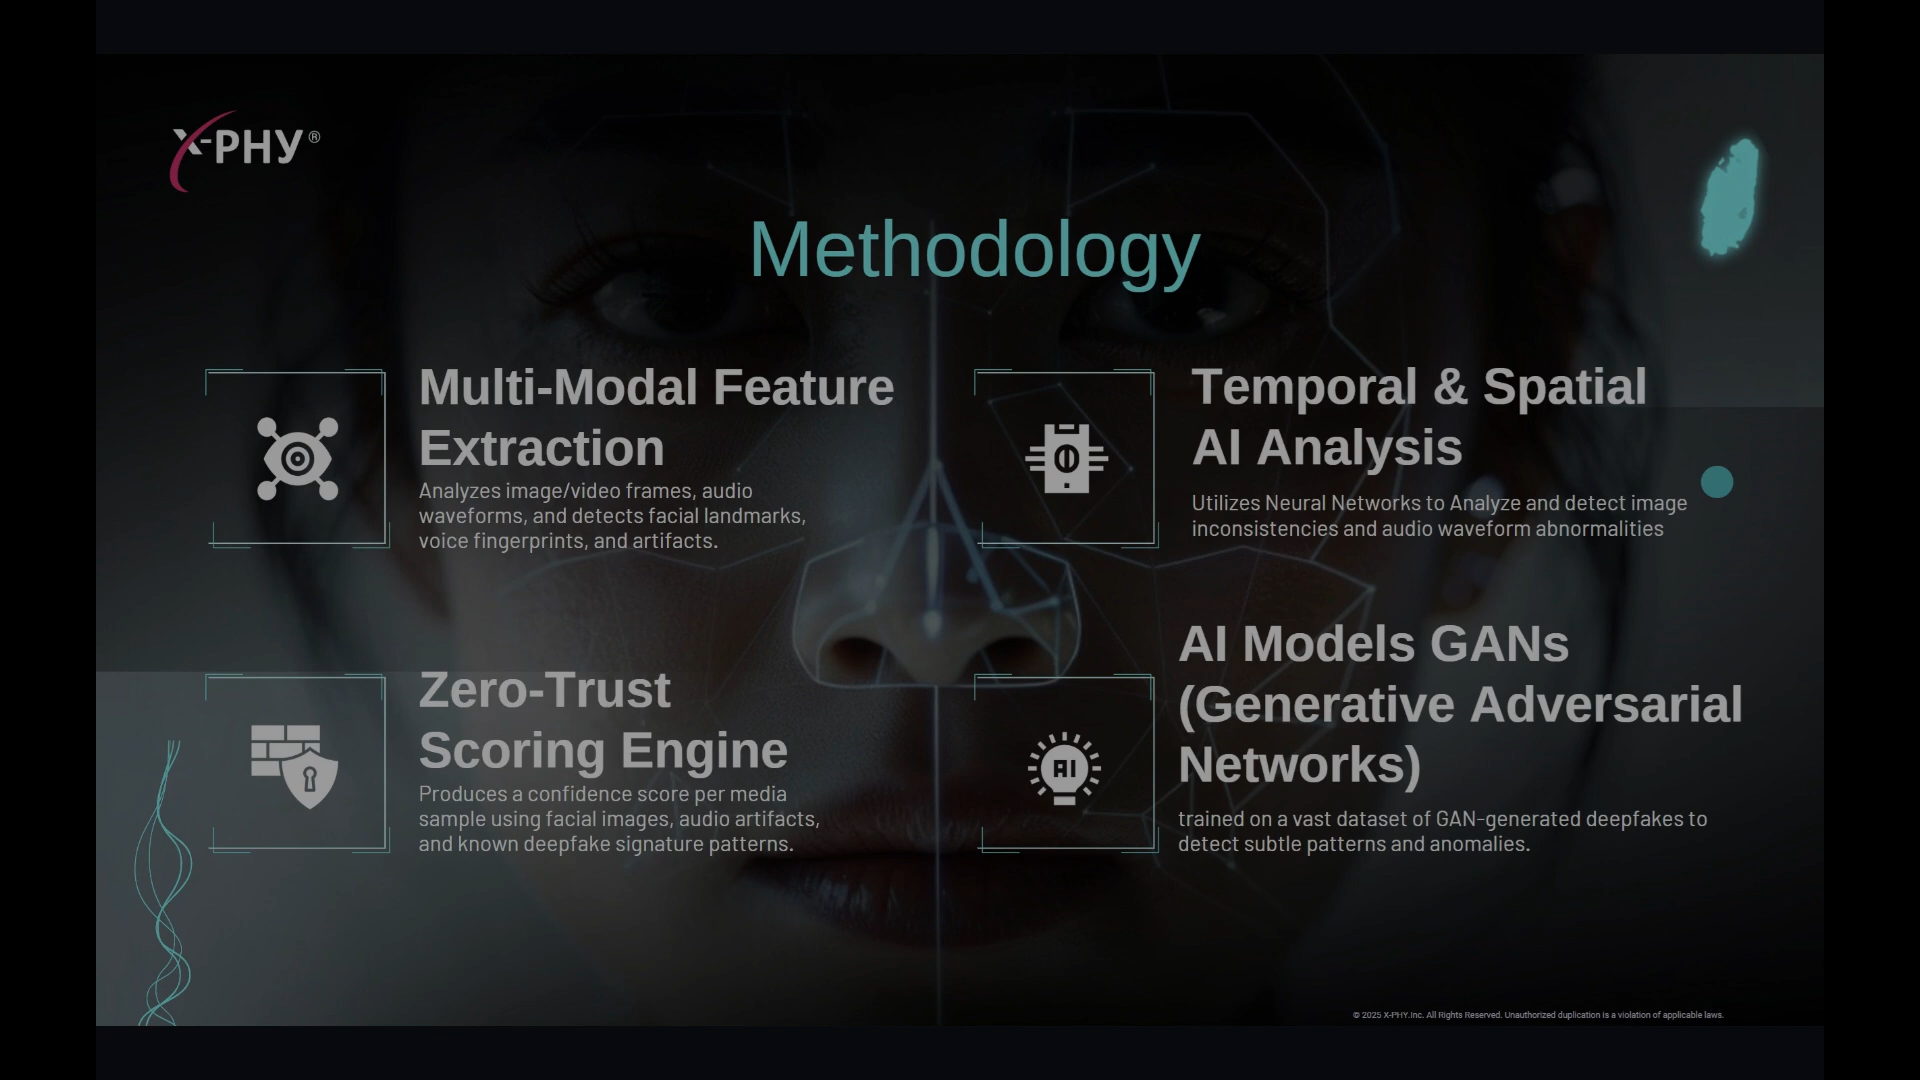 X-PHY®
Methodology
Multi-Modal Feature
Extraction
Analyzes image/video frames, audio
waveforms, and detects facial landmarks,
voice fingerprints, and artifacts.
Temporal & Spatial
AI Analysis
Utilizes Neural Networks to Analyze and detect image
inconsistencies and audio waveform abnormalities
Zero-Trust
Scoring Engine
Produces a confidence score per media
sample using facial images, audio artifacts,
and known deepfake signature patterns.
AI
AI Models GANs
(Generative Adversarial
Networks)
trained on a vast dataset of GAN-generated deepfakes to
detect subtle patterns and anomalies.
© 2025 X-PHY.inc. All Rights Reserved. Unauthorized duplication is a violation of applicable laws.